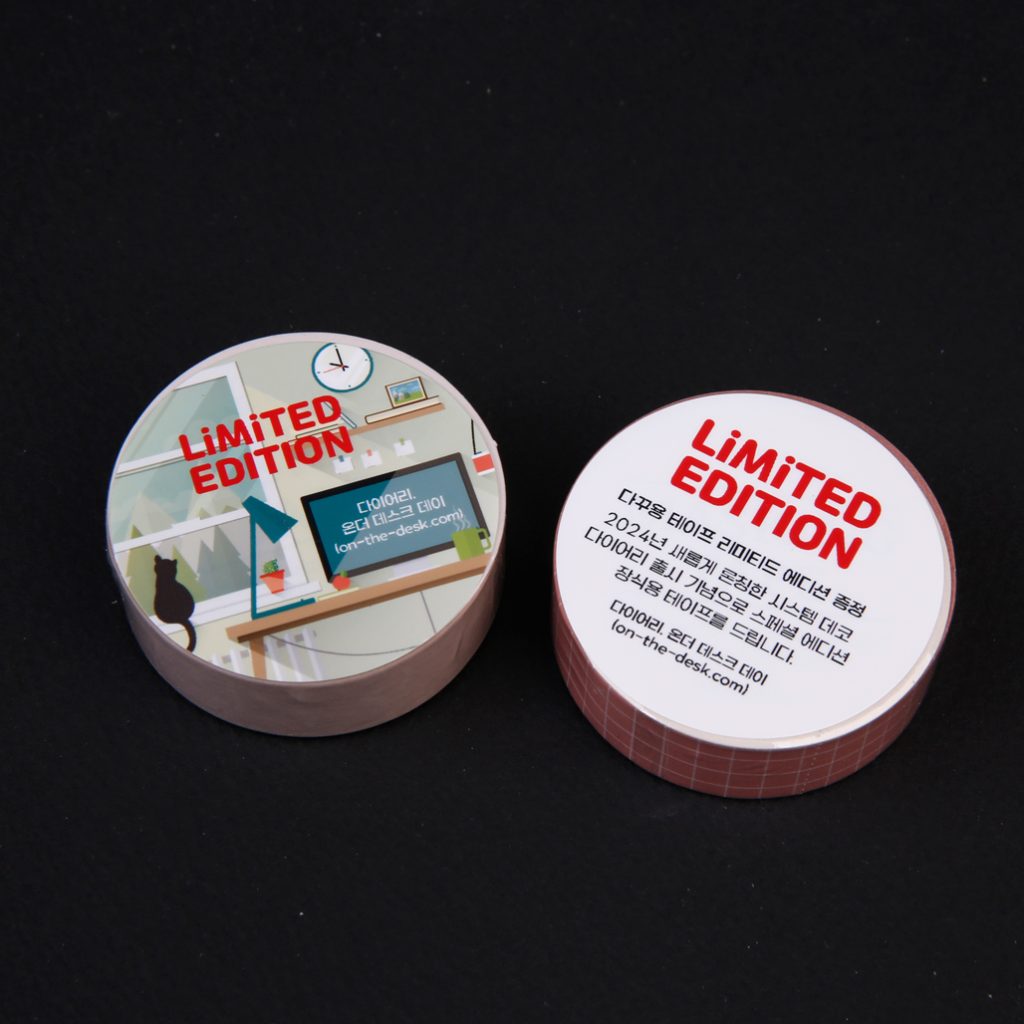 LiMiTED
EDITION
다이어리.
온더 데스크 데이
(on-the-desk.com)
LiMiTED
EDITION
다꾸용 테이프 리미티드 에디션 증정
2024년 새롭게 론칭한 시스템 데코
다이어리 출시 기념으로 스페셜 에디션
장식용 테이프를 드립니다.
다이어리. 온더 데스크 데이
(on-the-desk.com)